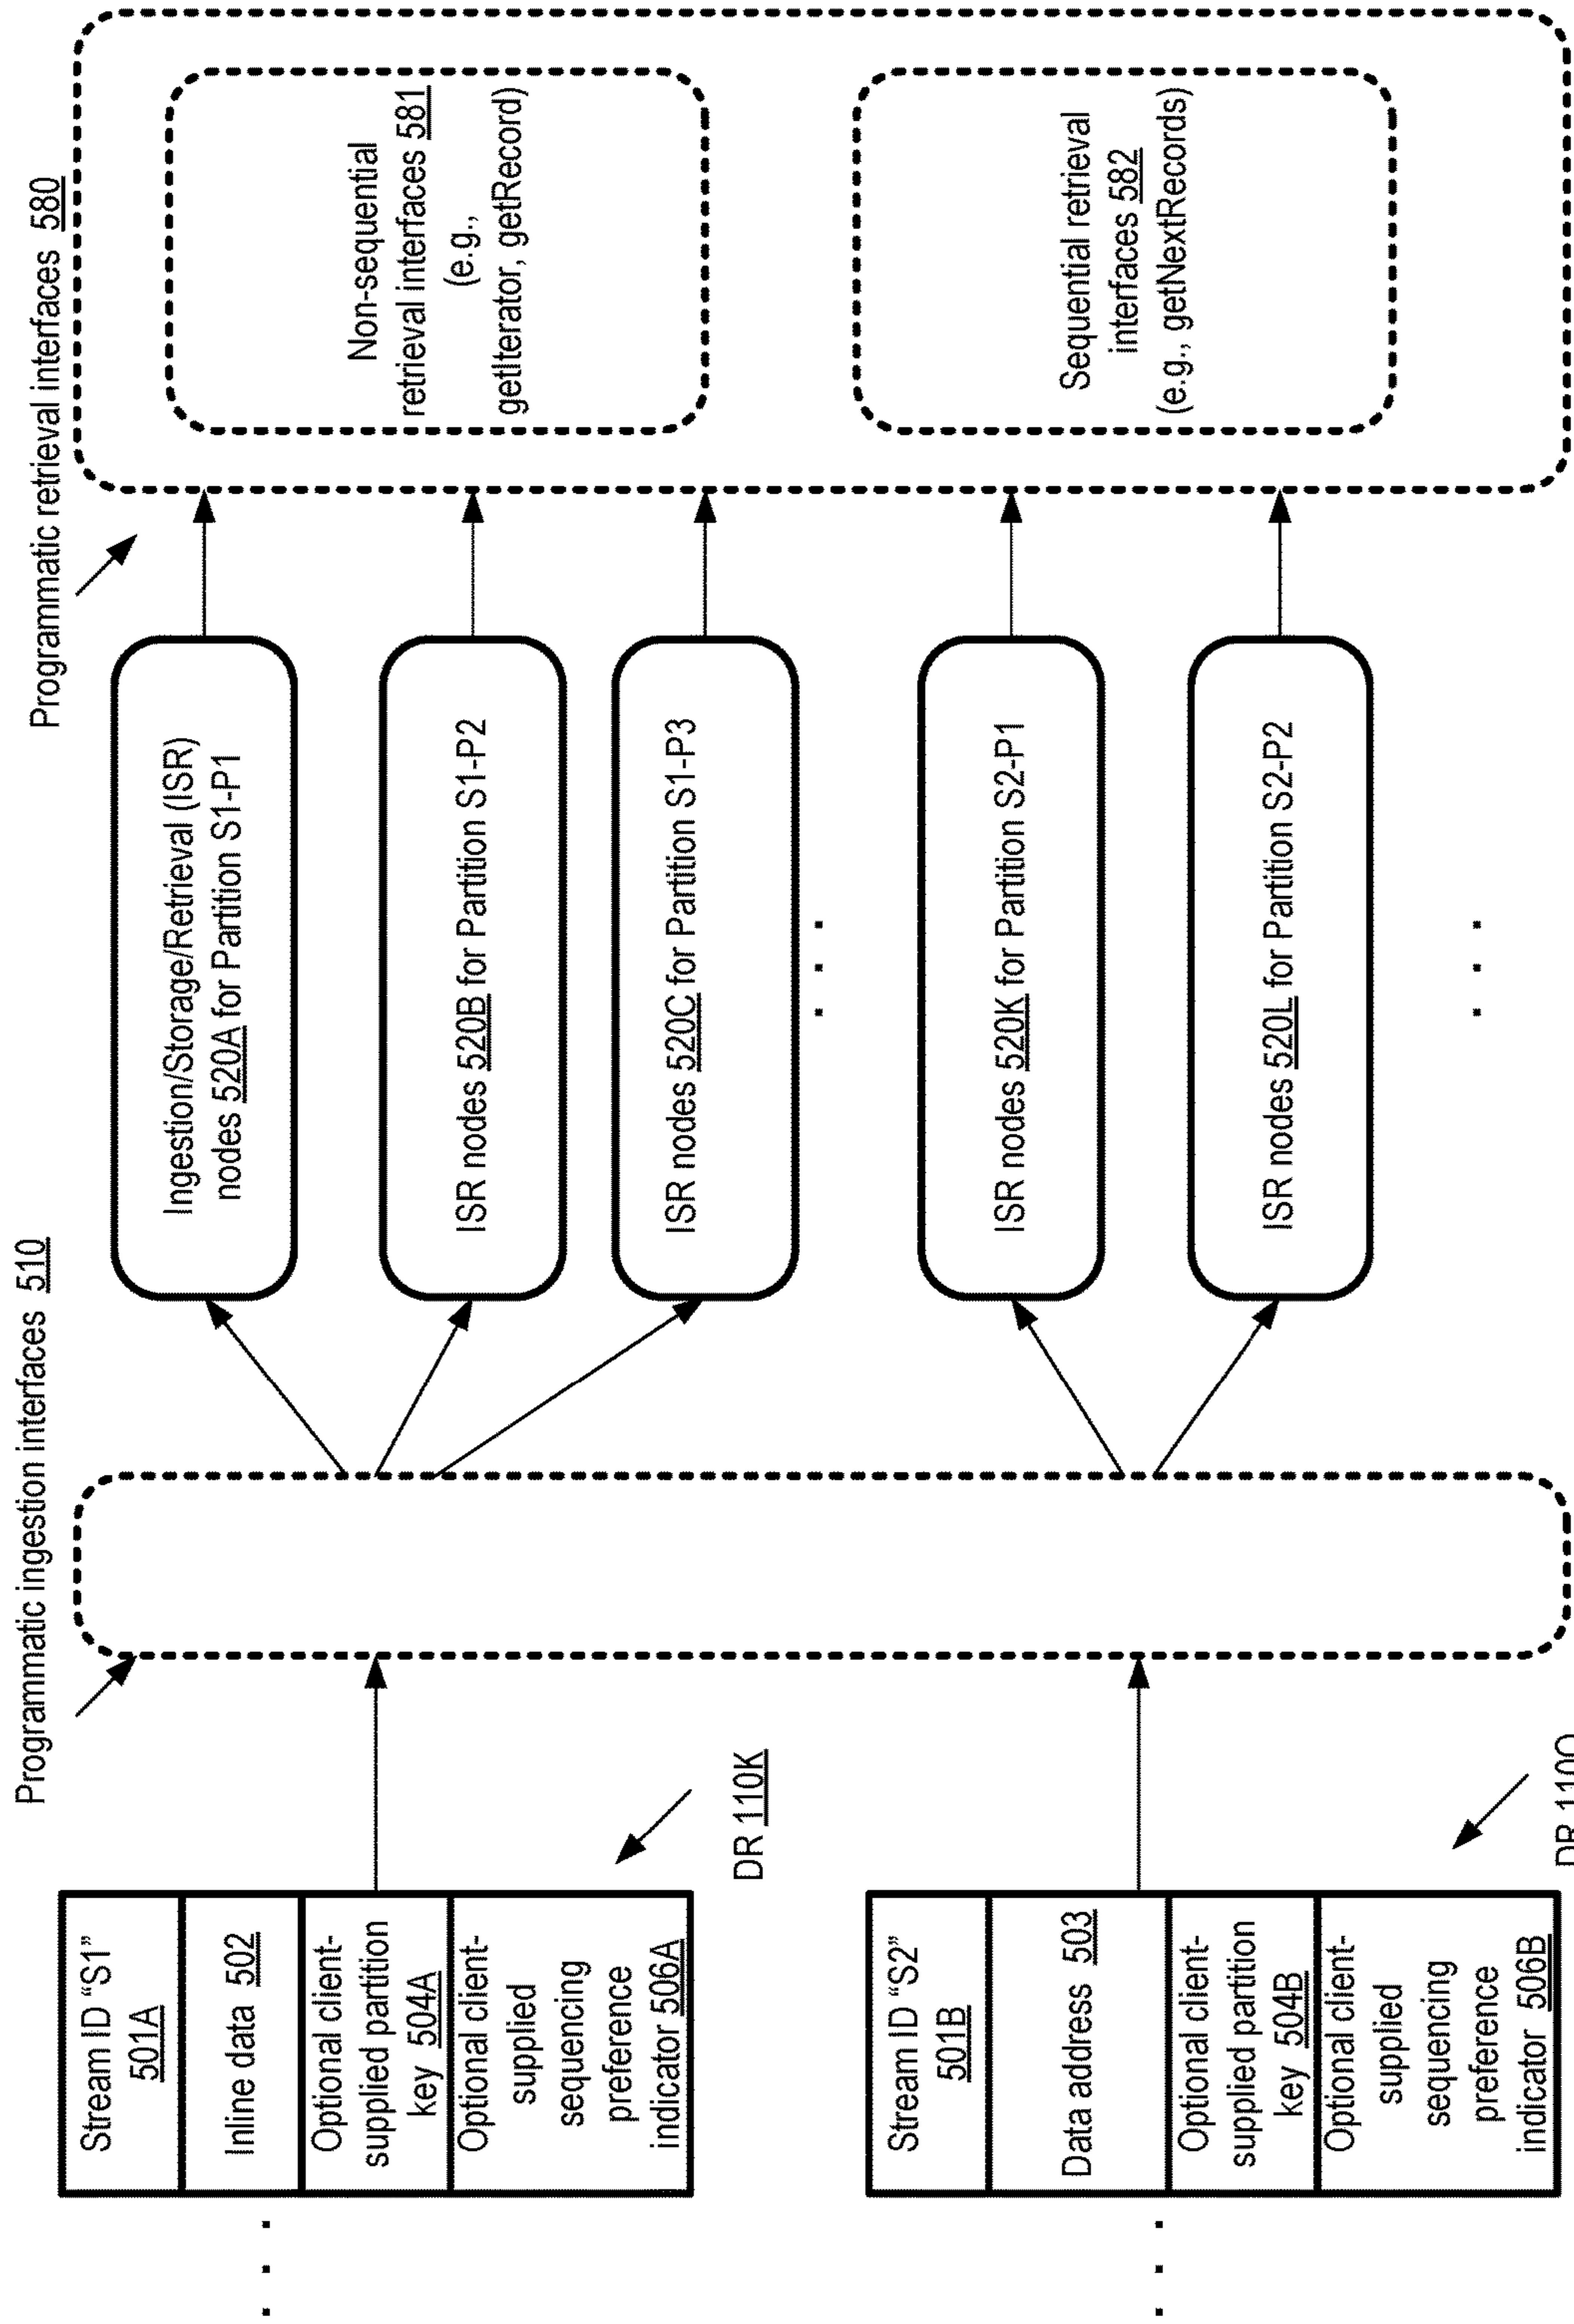 Stream ID “S1”
501A
Inline data 502
Optional client-
supplied partition
key 504A
Optional client-
supplied
sequencing
preference
indicator 506A
DR 110K
Stream ID “S2”
501B
Data address 503
Optional client-
supplied partition
key 504B
Optional client-
supplied
sequencing
preference
indicator 506B
Programmatic ingestion interfaces 510
Ingestion/Storage/Retrieval (ISR)
nodes 520A for Partition S1-P1
ISR nodes 520B for Partition S1-P2
ISR nodes 520C for Partition S1-P3
ISR nodes 520K for Partition S2-P1
ISR nodes 520L for Partition S2-P2
Programmatic retrieval interfaces 580
Non-sequential
retrieval interfaces 581
(e.g.,
getIterator, getRecord)
Sequential retrieval
interfaces 582
(e.g., getNextRecords)